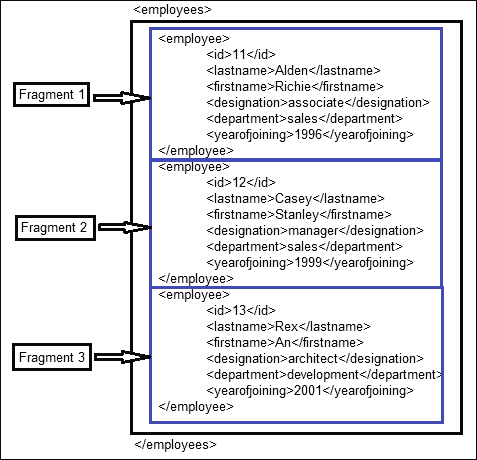 <employees>
<employee>
<id>11</id>
<lastname>Alden</lastname>
Fragment 1
<firstname>Richie</firstname>
<designation>associate</designation>
<department>sales</department>
<yearofjoining>1996</yearofjoining>
</employee>
<employee>
<id>12</id>
<lastname>Casey</lastname>
<firstname>Stanley</firstname>
Fragment 2
<designation>manager</designation>
<department>sales</department>
<yearofjoining>1999</yearofjoining>
</employee>
<employee>
<id>13</id>
<lastname>Rex</lastname>
<firstname>An</firstname>
Fragment 3
<designation>architect</designation>
<department>development</department>
<yearofjoining>2001</yearofjoining>
</employee>
</employees>